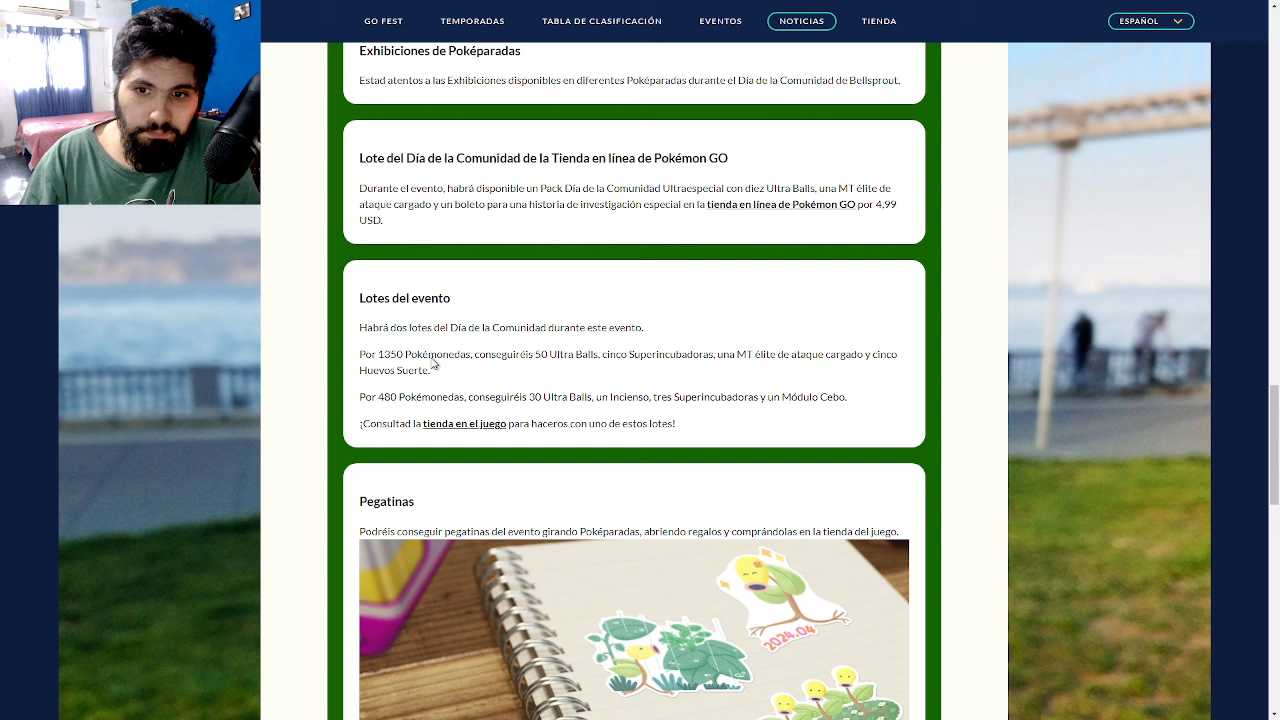 GO FEST
TEMPORADAS
TABLA DE CLASIFICACIÓN
EVENTOS
NOTICIAS
TIENDA
ESPAÑOL
Exhibiciones de Poképaradas
Estad atentos a las Exhibiciones disponibles en diferentes Poképaradas durante el Día de la Comunidad de Bellsprout.
Lote del Día de la Comunidad de la Tienda en línea de Pokémon GO
Durante el evento, habrá disponible un Pack Día de la Comunidad Ultraespecial con diez Ultra Balls, una MT élite de
ataque cargado y un boleto para una historia de investigación especial en la tienda en línea de Pokémon GO por 4,99
USD.
Lotes del evento
Habrá dos lotes del Día de la Comunidad durante este evento.
Por 1350 Pokémonedas, conseguiréis 50 Ultra Balls, cinco Superincubadoras, una MT élite de ataque cargado y cinco
Huevos Suerte.
Por 480 Pokémonedas, conseguiréis 30 Ultra Balls, un Incienso, tres Superincubadoras y un Módulo Cebo.
¡Consultad la tienda en el juego para haceros con uno de estos lotes!
Pegatinas
Podréis conseguir pegatinas del evento girando Poképaradas, abriendo regalos y comprándolas en la tienda del juego.
2024.04